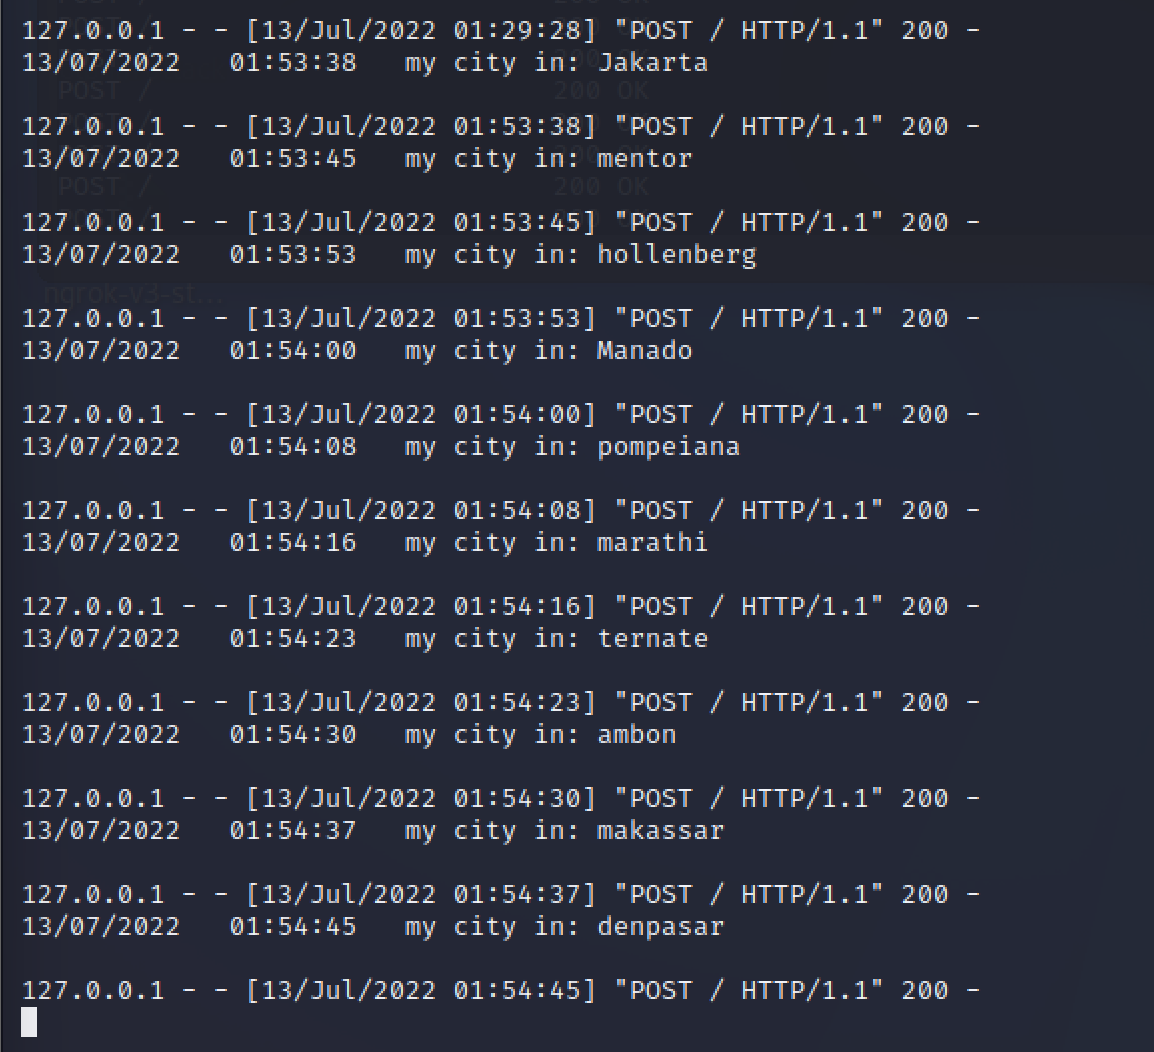 127.0.0.1 - - [13/Jul/2022 01:29:28] "POST / HTTP/1.1" 200 -
13/07/2022   01:53:38   my city in: Jakarta
127.0.0.1 - - [13/Jul/2022 01:53:38] "POST / HTTP/1.1" 200 -
13/07/2022   01:53:45   my city in: mentor
127.0.0.1 - - [13/Jul/2022 01:53:45] "POST / HTTP/1.1" 200 -
13/07/2022   01:53:53   my city in: hollenberg
127.0.0.1 - - [13/Jul/2022 01:53:53] "POST / HTTP/1.1" 200 -
13/07/2022   01:54:00   my city in: Manado
127.0.0.1 - - [13/Jul/2022 01:54:00] "POST / HTTP/1.1" 200 -
13/07/2022   01:54:08   my city in: pompeiana
127.0.0.1 - - [13/Jul/2022 01:54:08] "POST / HTTP/1.1" 200 -
13/07/2022   01:54:16   my city in: marathi
127.0.0.1 - - [13/Jul/2022 01:54:16] "POST / HTTP/1.1" 200 -
13/07/2022   01:54:23   my city in: ternate
127.0.0.1 - - [13/Jul/2022 01:54:23] "POST / HTTP/1.1" 200 -
13/07/2022   01:54:30   my city in: ambon
127.0.0.1 - - [13/Jul/2022 01:54:30] "POST / HTTP/1.1" 200 -
13/07/2022   01:54:37   my city in: makassar
127.0.0.1 - - [13/Jul/2022 01:54:37] "POST / HTTP/1.1" 200 -
13/07/2022   01:54:45   my city in: denpasar
127.0.0.1 - - [13/Jul/2022 01:54:45] "POST / HTTP/1.1" 200 -